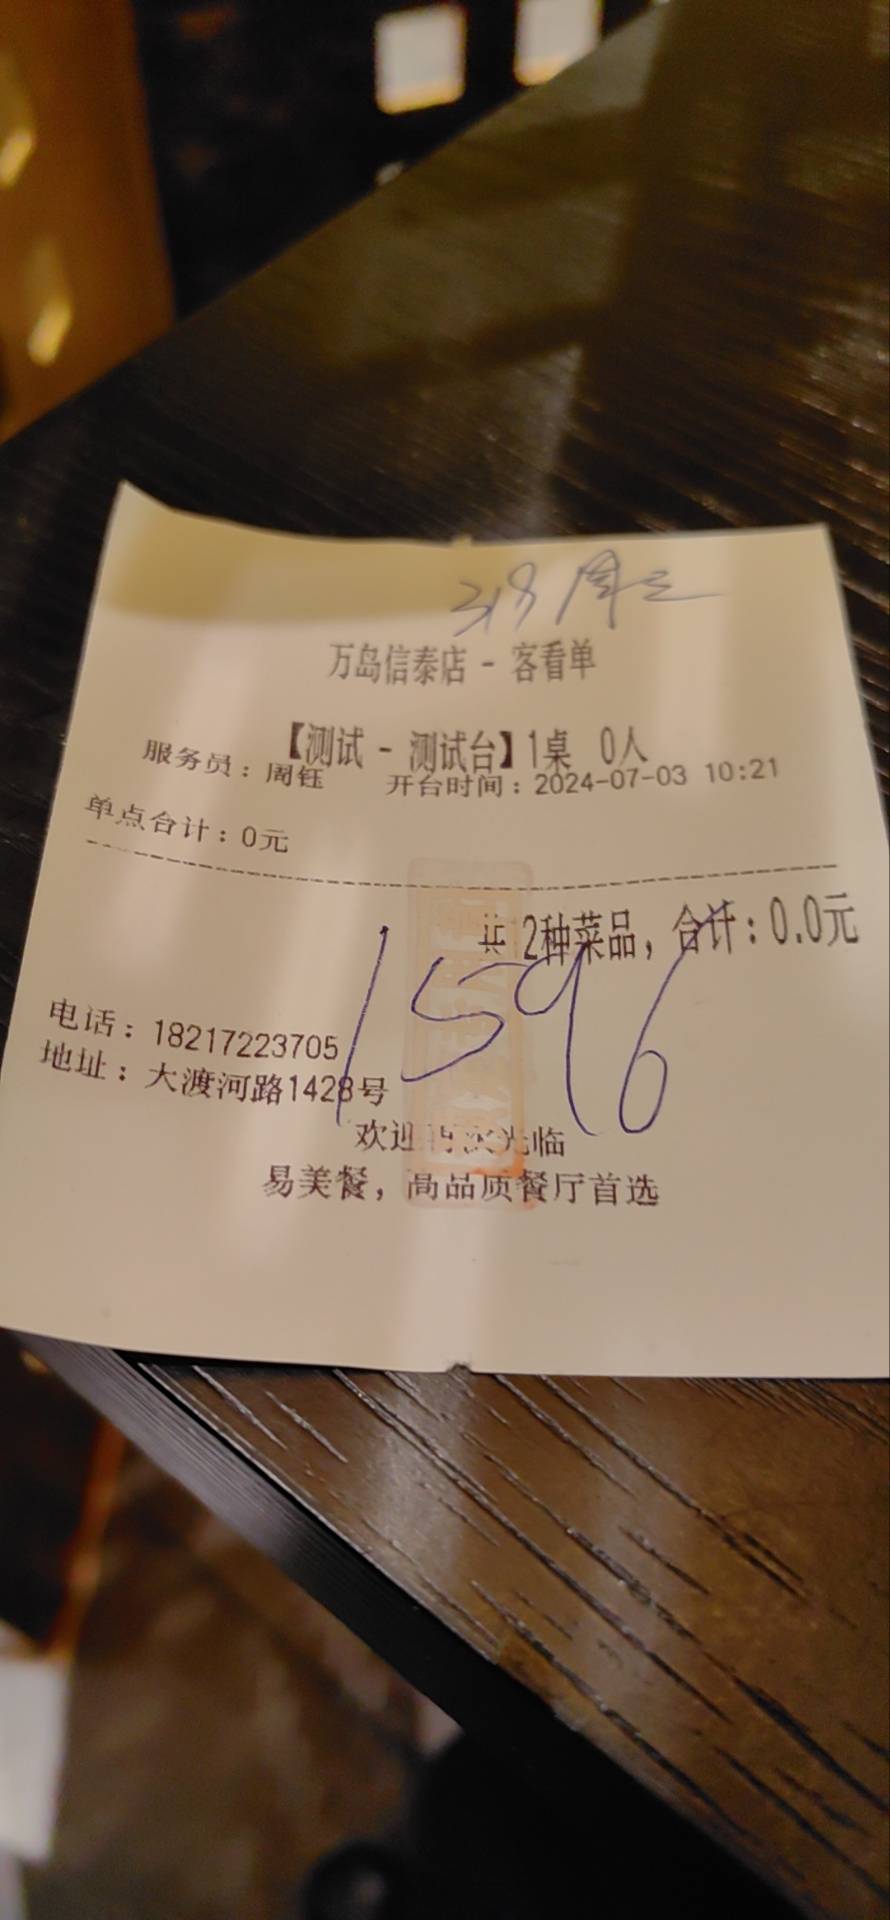 318 周三
万岛信泰店 - 客看单
【测试 - 测试台】1桌 0人
服务员：周钰 开台时间：2024-07-03 10:21
单点合计：0元
共 2种菜品，合计：0.0元
1596
电话：18217223705
地址：大渡河路1428号
欢迎再次光临
易美餐，高品质餐厅首选